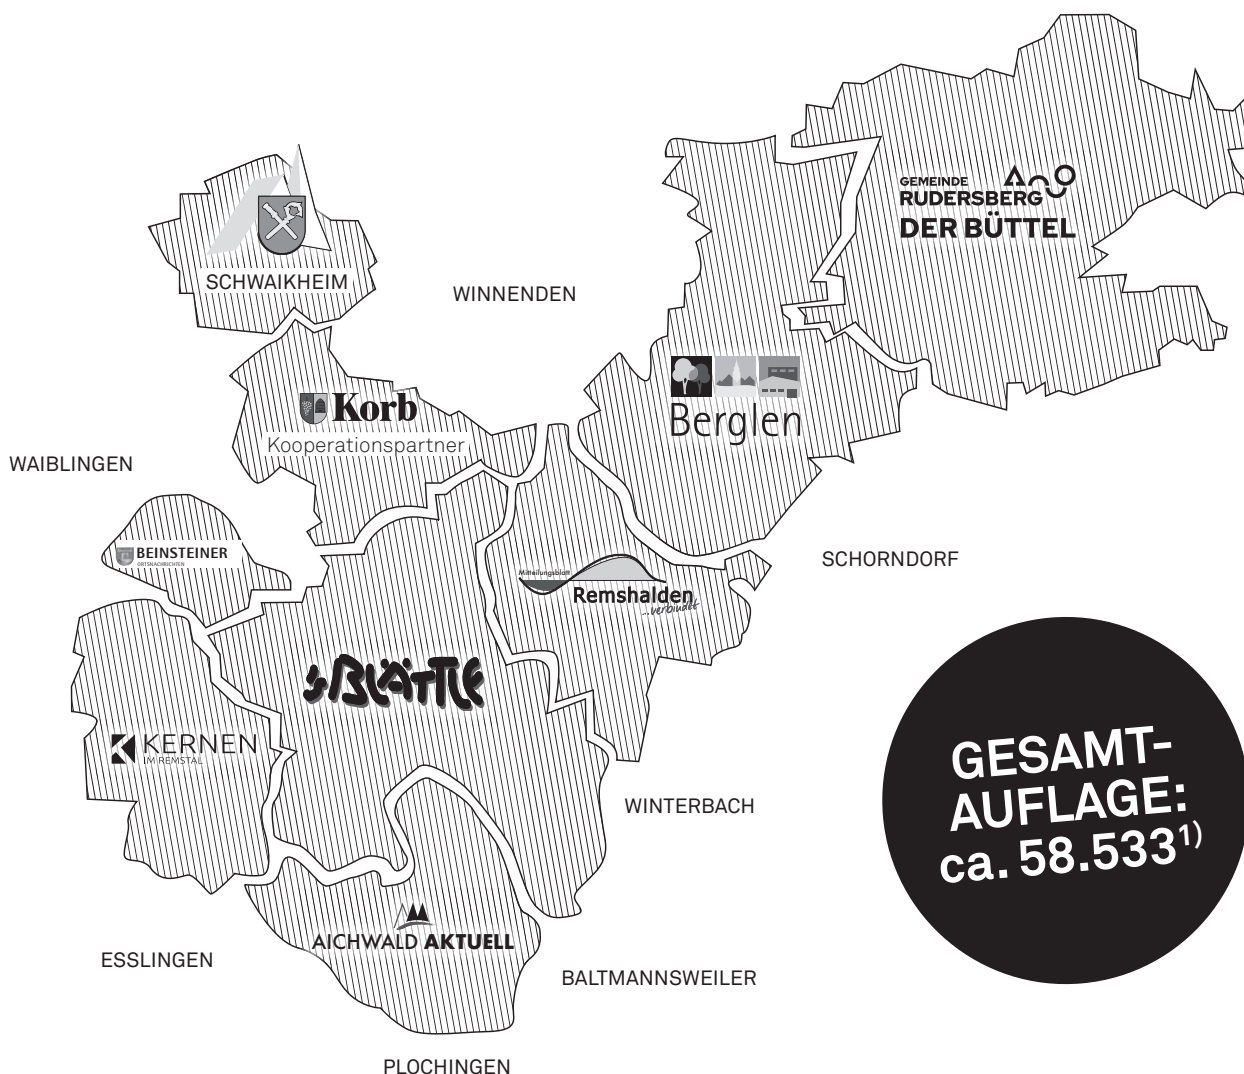 GEMEINDE
RUDERSBERG
DER BÜTTEL
SCHWAIKHEIM
WINNENDEN
Korb
Kooperationspartner
Berglen
WAIBLINGEN
BEINSTEINER
ORTSNACHRICHTEN
SCHORNDORF
Mitteilungsblatt
Remshalden
...verbindet
's BLÄTTLE
KERNEN
IM REMSTAL
GESAMT-
AUFLAGE:
ca. 58.533¹⁾
WINTERBACH
AICHWALD AKTUELL
ESSLINGEN
BALTMANNSWEILER
PLOCHINGEN